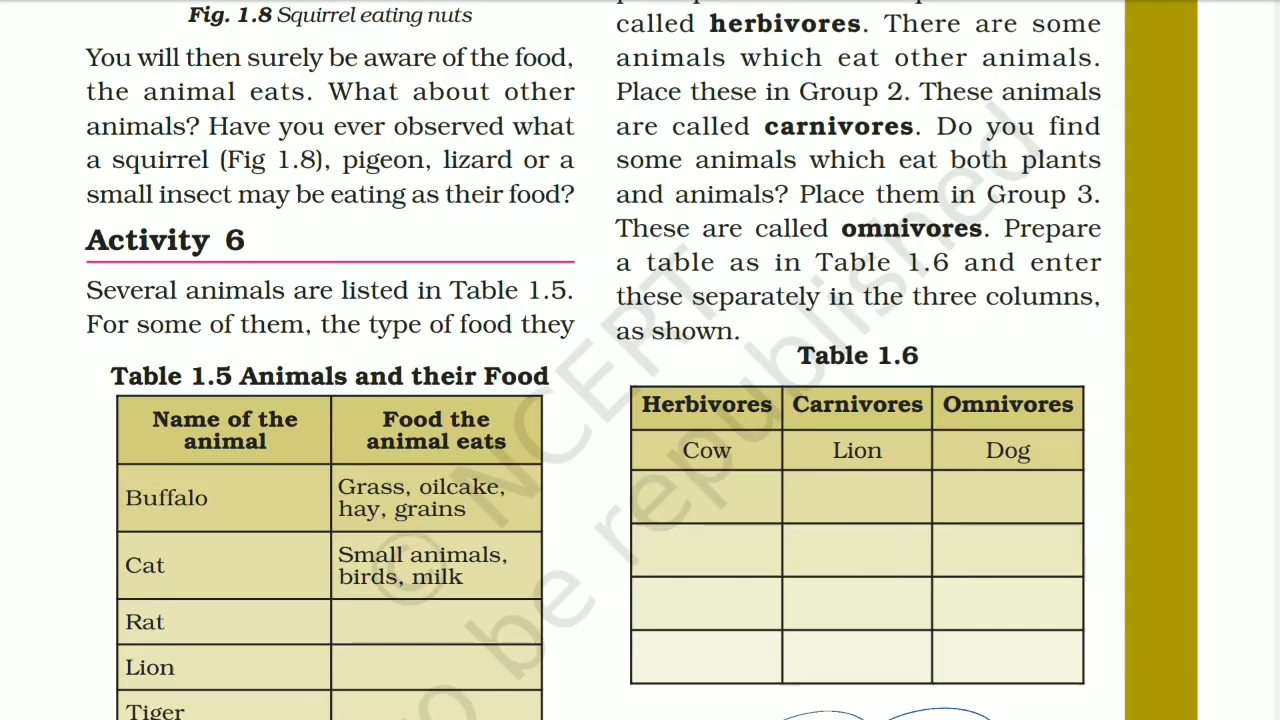 Fig. 1.8 Squirrel eating nuts
You will then surely be aware of the food,
the animal eats. What about other
animals? Have you ever observed what
a squirrel (Fig 1.8), pigeon, lizard or a
small insect may be eating as their food?
Activity 6
Several animals are listed in Table 1.5.
For some of them, the type of food they
Table 1.5 Animals and their Food
Name of the animal
Food the animal eats
Buffalo
Grass, oilcake,
hay, grains
Cat
Small animals,
birds, milk
Rat
Lion
Tiger
called herbivores. There are some
animals which eat other animals.
Place these in Group 2. These animals
are called carnivores. Do you find
some animals which eat both plants
and animals? Place them in Group 3.
These are called omnivores. Prepare
a table as in Table 1.6 and enter
these separately in the three columns,
as shown.
Table 1.6
Herbivores Carnivores Omnivores
Cow Lion Dog
© NCERT
be republished